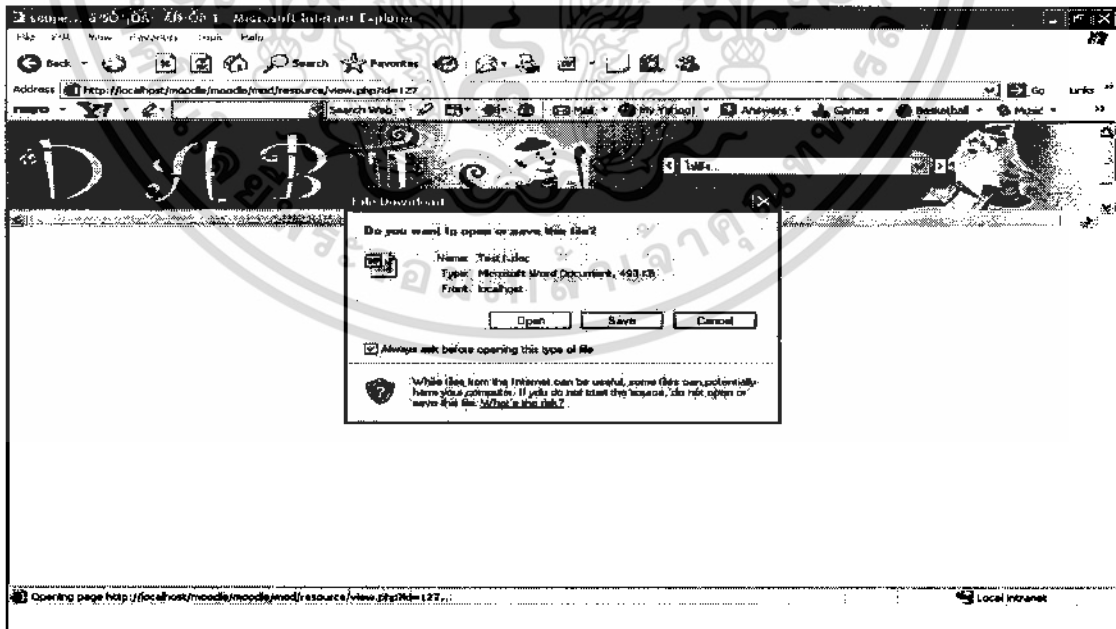 Microsoft Internet Explorer
File Edit View Favorites Tools Help
Back Search Favorites
Address http://localhost/moodle/moodle/mod/resource/view.php?id=127 Go Links
Search Web Mail My Yahoo! Answers Games Basketball Music
File Download
Do you want to open or save this file?
Name:
Type: Microsoft Word Document, 493 KB
From: localhost
Open Save Cancel
Always ask before opening this type of file
While files from the Internet can be useful, some files can potentially
harm your computer. If you do not trust the source, do not open or
save this file. What's the risk?
Opening page http://localhost/moodle/moodle/mod/resource/view.php?id=127...
Local intranet